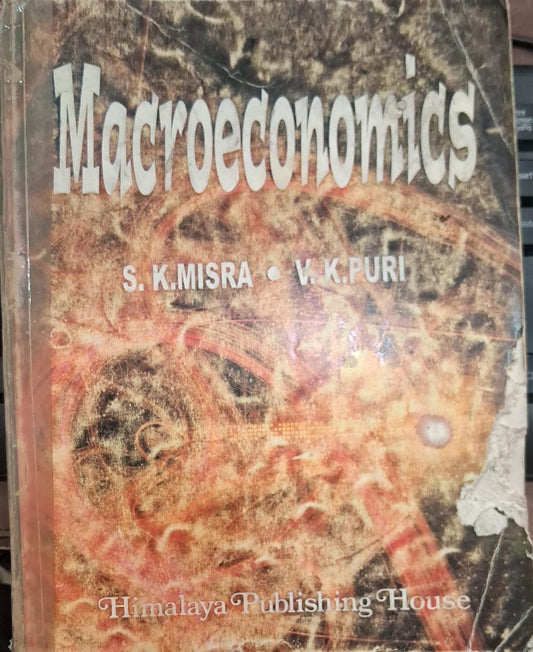 Macroeconomics
S. K.MISRA • V. K.PURI
Himalaya Publishing House